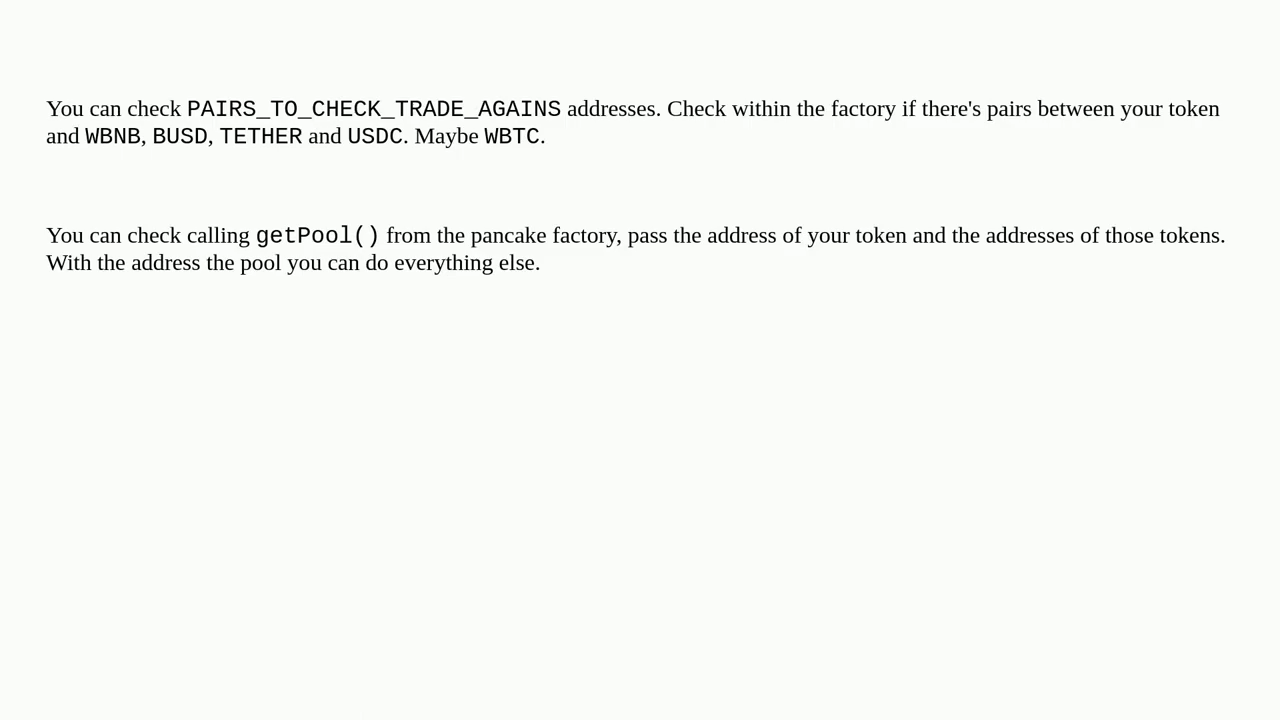 You can check PAIRS_TO_CHECK_TRADE_AGAINS addresses. Check within the factory if there's pairs between your token
and WBNB, BUSD, TETHER and USDC. Maybe WBTC.
You can check calling getPool() from the pancake factory, pass the address of your token and the addresses of those tokens.
With the address the pool you can do everything else.